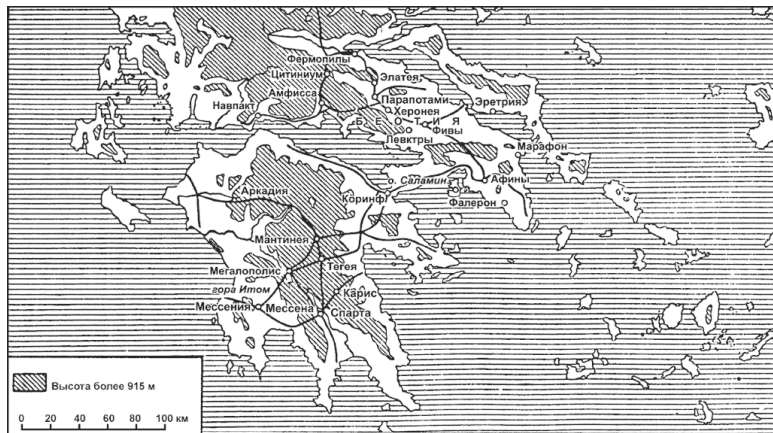 Фермопилы
Цитиниум
Элатея
Амфисса
Навпакт
Парапотами
Эретрия
Херонея
БЕОТИЯ
Фивы
Левктры
Марафон
о. Саламин
Афины
Аркадия
Коринф
Фалерон
Мантинея
Мегалополис
Тегея
гора Итом
Карис
Мессения
Мессена
Спарта
Высота более 915 м
0 20 40 60 80 100 км